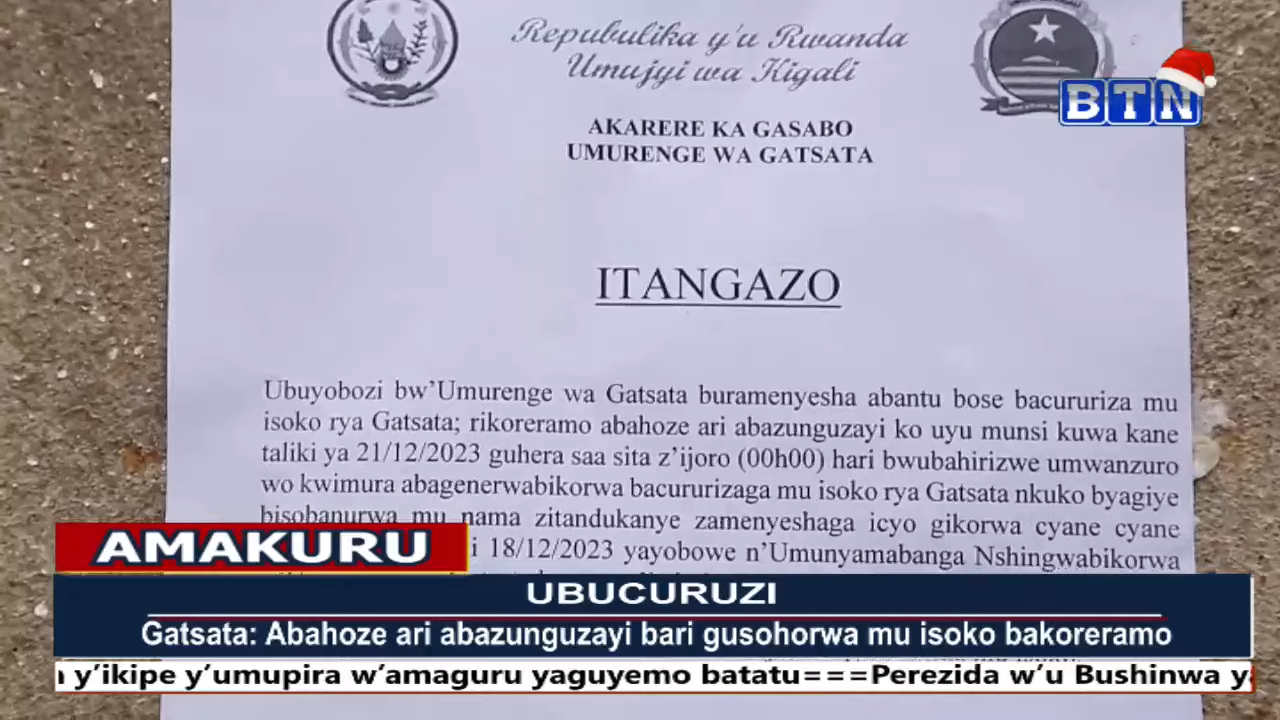 Repubulika y'u Rwanda
Umujyi wa Kigali
BTN
AKARERE KA GASABO
UMURENGE WA GATSATA
ITANGAZO
Ubuyobozi bw'Umurenge wa Gatsata buramenyesha abantu bose bacururiza mu
isoko rya Gatsata; rikoreramo abahoze ari abazunguzayi ko uyu munsi kuwa kane
taliki ya 21/12/2023 guhera saa sita z'ijoro (00h00) hari bwubahirizwe umwanzuro
wo kwimura abagenerwabikorwa bacururizaga mu isoko rya Gatsata nkuko byagiye
bisobanurwa mu nama zitandukanye zamenyeshaga icyo gikorwa cyane cyane
i 18/12/2023 yayobowe n'Umunyamabanga Nshingwabikorwa
AMAKURU
UBUCURUZI
Gatsata: Abahoze ari abazunguzayi bari gusohorwa mu isoko bakoreramo
y'ikipe y'umupira w'amaguru yaguyemo batatu===Perezida w'u Bushinwa